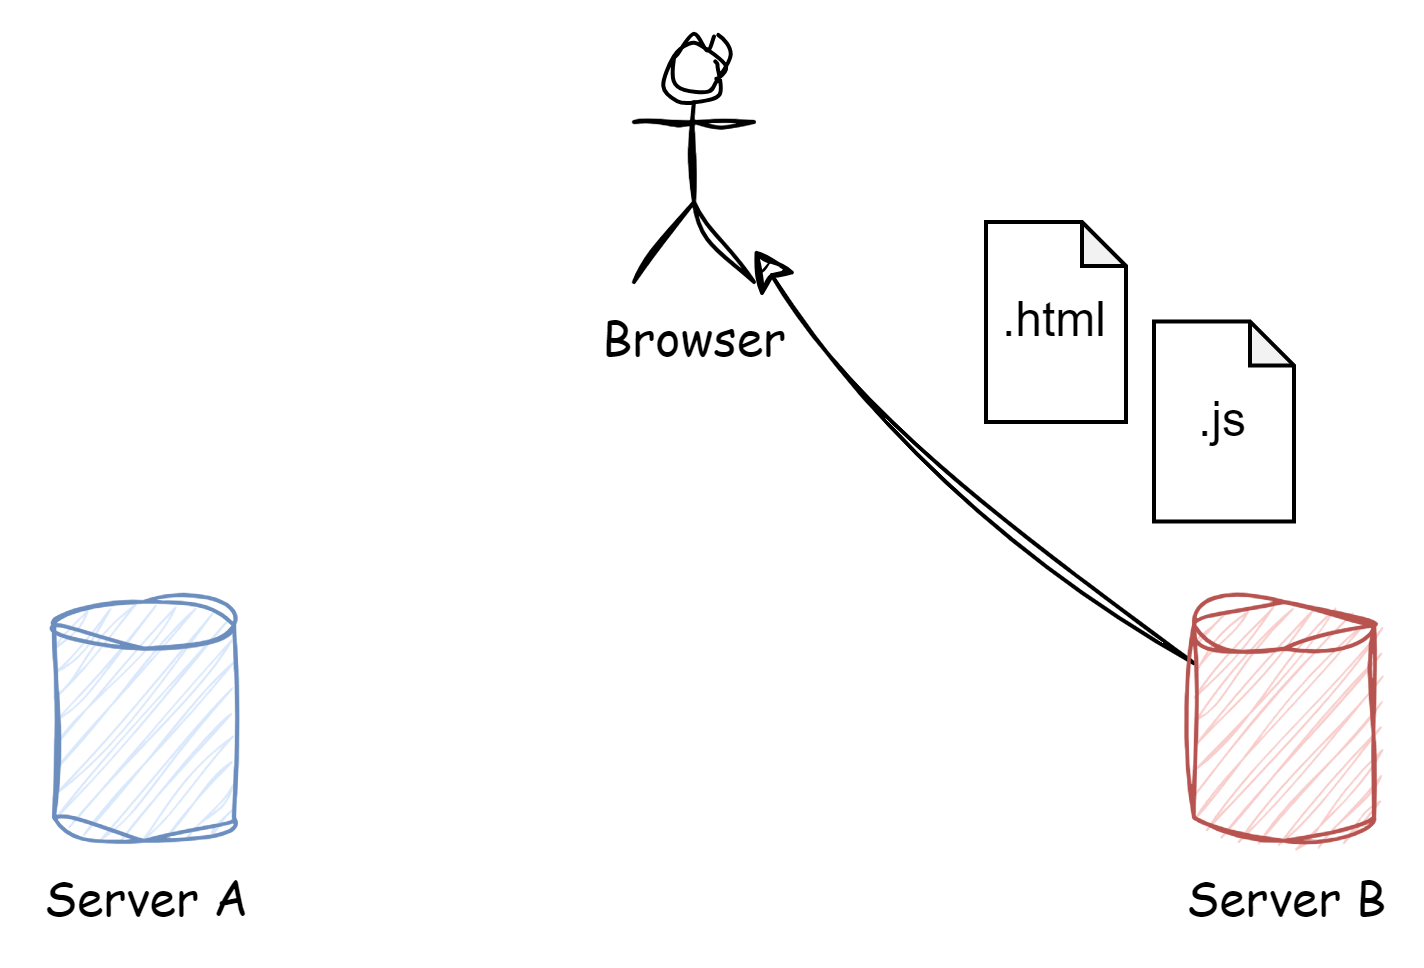 .html
Browser
.js
Server A
Server B